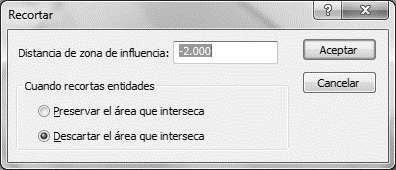 Recortar
Distancia de zona de influencia: -2.000
Aceptar
Cancelar
Cuando recortas entidades
Preservar el área que interseca
Descartar el área que interseca